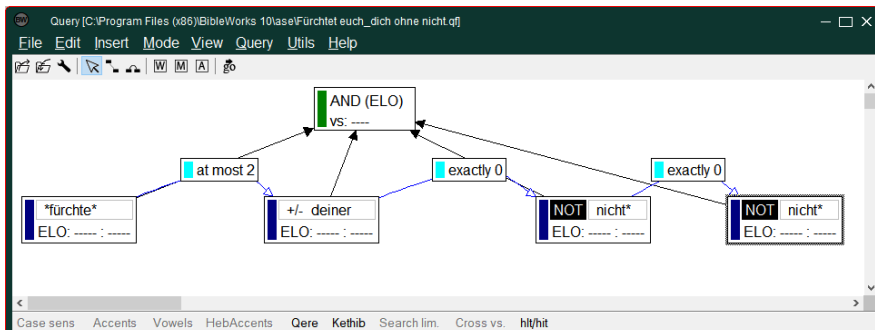 BW Query [C:\Program Files (x86)\BibleWorks 10\ase\Fürchtet euch_dich ohne nicht.qf]
File Edit Insert Mode View Query Utils Help
W M A go
AND (ELO)
vs: ----
at most 2 exactly 0 exactly 0
*fürchte* +/- deiner NOT nicht* NOT nicht*
ELO: ----- : ----- ELO: ----- : ----- ELO: ----- : ----- ELO: ----- : -----
Case sens Accents Vowels HebAccents Qere Kethib Search lim. Cross vs. hlt/hit